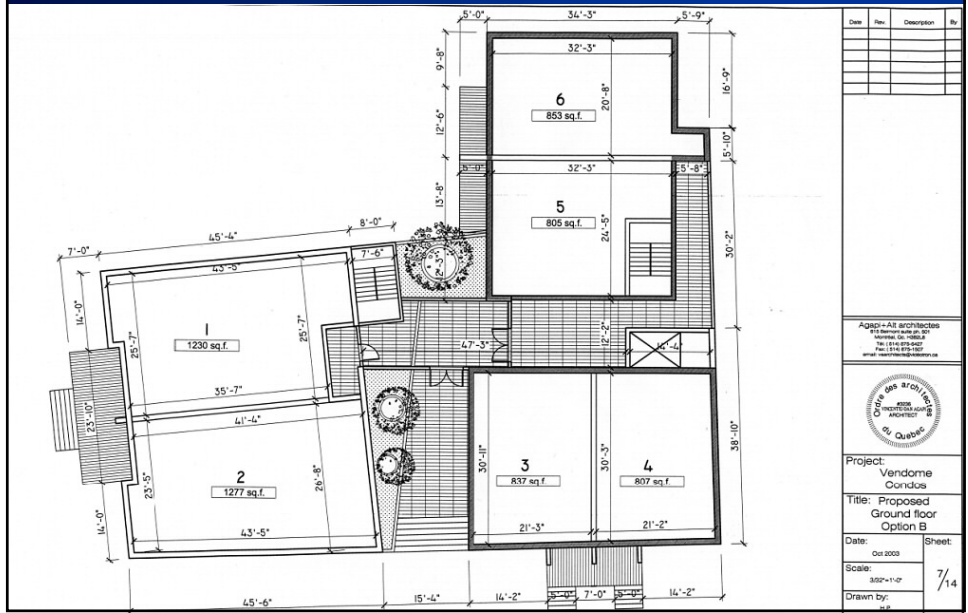 5'-0"
34'-3"
5'-9"
9'-8"
32'-3"
16'-9"
6
853 sq.f.
20'-8"
12'-6"
5'-10"
5'-0"
32'-3"
5'-8"
13'-8"
5
805 sq.f.
24'-5"
30'-2"
8'-0"
45'-4"
7'-0"
7'-6"
43'-5"
14'-0"
1
1230 sq.f.
25'-7"
25'-7"
47'-3"
12'-2"
14'-4"
35'-7"
23'-10"
41'-4"
2
1277 sq.f.
23'-5"
26'-8"
43'-5"
14'-0"
30'-11"
3
837 sq.f.
30'-3"
4
807 sq.f.
38'-10"
21'-3"
21'-2"
45'-6"
15'-4"
14'-2"
5'-0"
7'-0"
5'-0"
14'-2"
Date Rev. Description By
Agapi+Alt architectes
Ordre des architectes
ARCHITECT
du Quebec
Project:
Vendome
Condos
Title: Proposed
Ground floor
Option B
Date:
Oct 2003
Sheet:
7/14
Scale:
3/32"=1'-0"
Drawn by:
H.P.